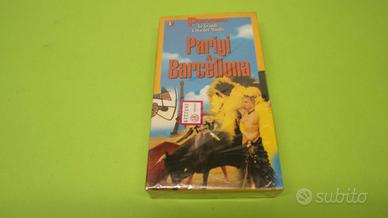 Le Grandi
Città del Mondo
Parigi
e
Barcellona
subito